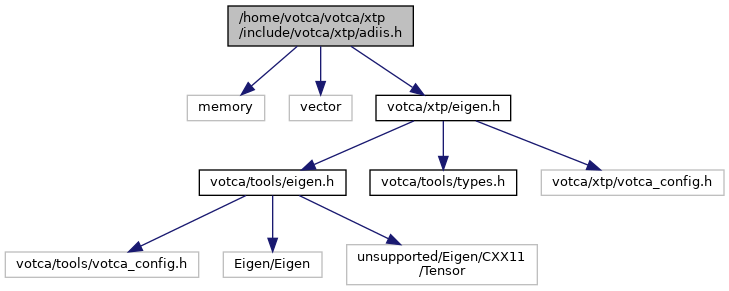 /home/votca/votca/xtp
/include/votca/xtp/adiis.h
memory
vector
votca/xtp/eigen.h
votca/tools/eigen.h
votca/tools/types.h
votca/xtp/votca_config.h
votca/tools/votca_config.h
Eigen/Eigen
unsupported/Eigen/CXX11
/Tensor